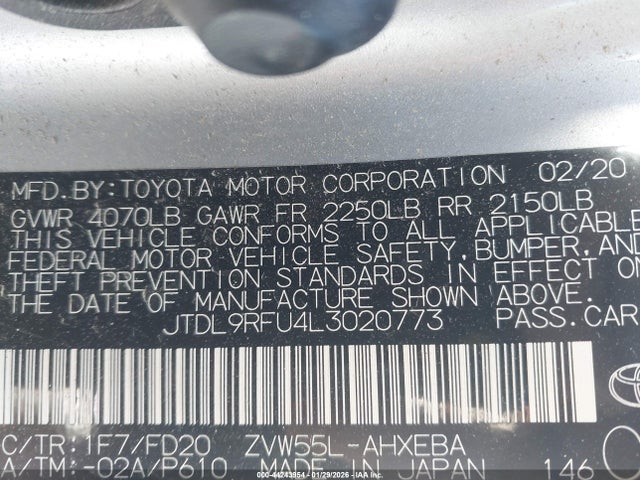 MFD.BY:TOYOTA MOTOR CORPORATION 02/20
GVWR 4070LB GAWR FR 2250LB RR 2150LB
THIS VEHICLE CONFORMS TO ALL APPLICABLE
FEDERAL MOTOR VEHICLE SAFETY,BUMPER,AND
THEFT PREVENTION STANDARDS IN EFFECT ON
THE DATE OF MANUFACTURE SHOWN ABOVE.
JTDL9RFU4L3020773 PASS.CAR
C/TR:1F7/FD20 ZVW55L-AHXEBA
A/TM:-02A/P610 MADE IN JAPAN 146
00-44243954 - 01/29/2026 - IAA Inc.